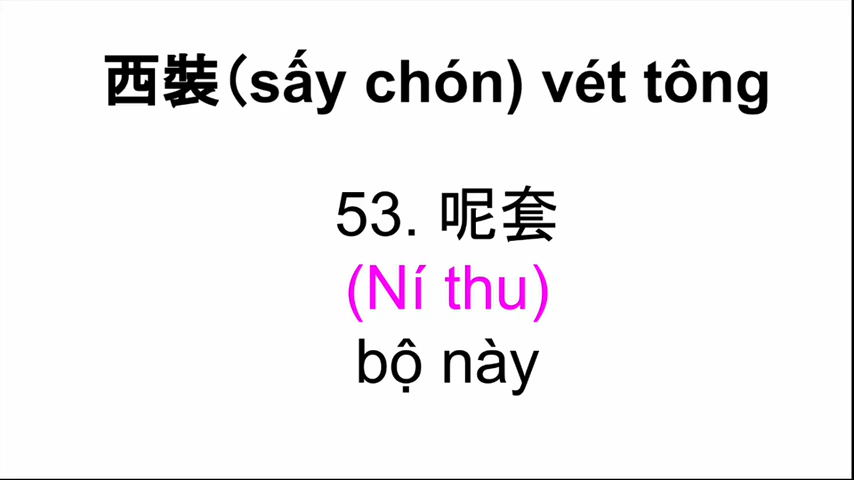 西裝(sấy chón) vét tông
53. 呢套
(Ní thu)
bộ này